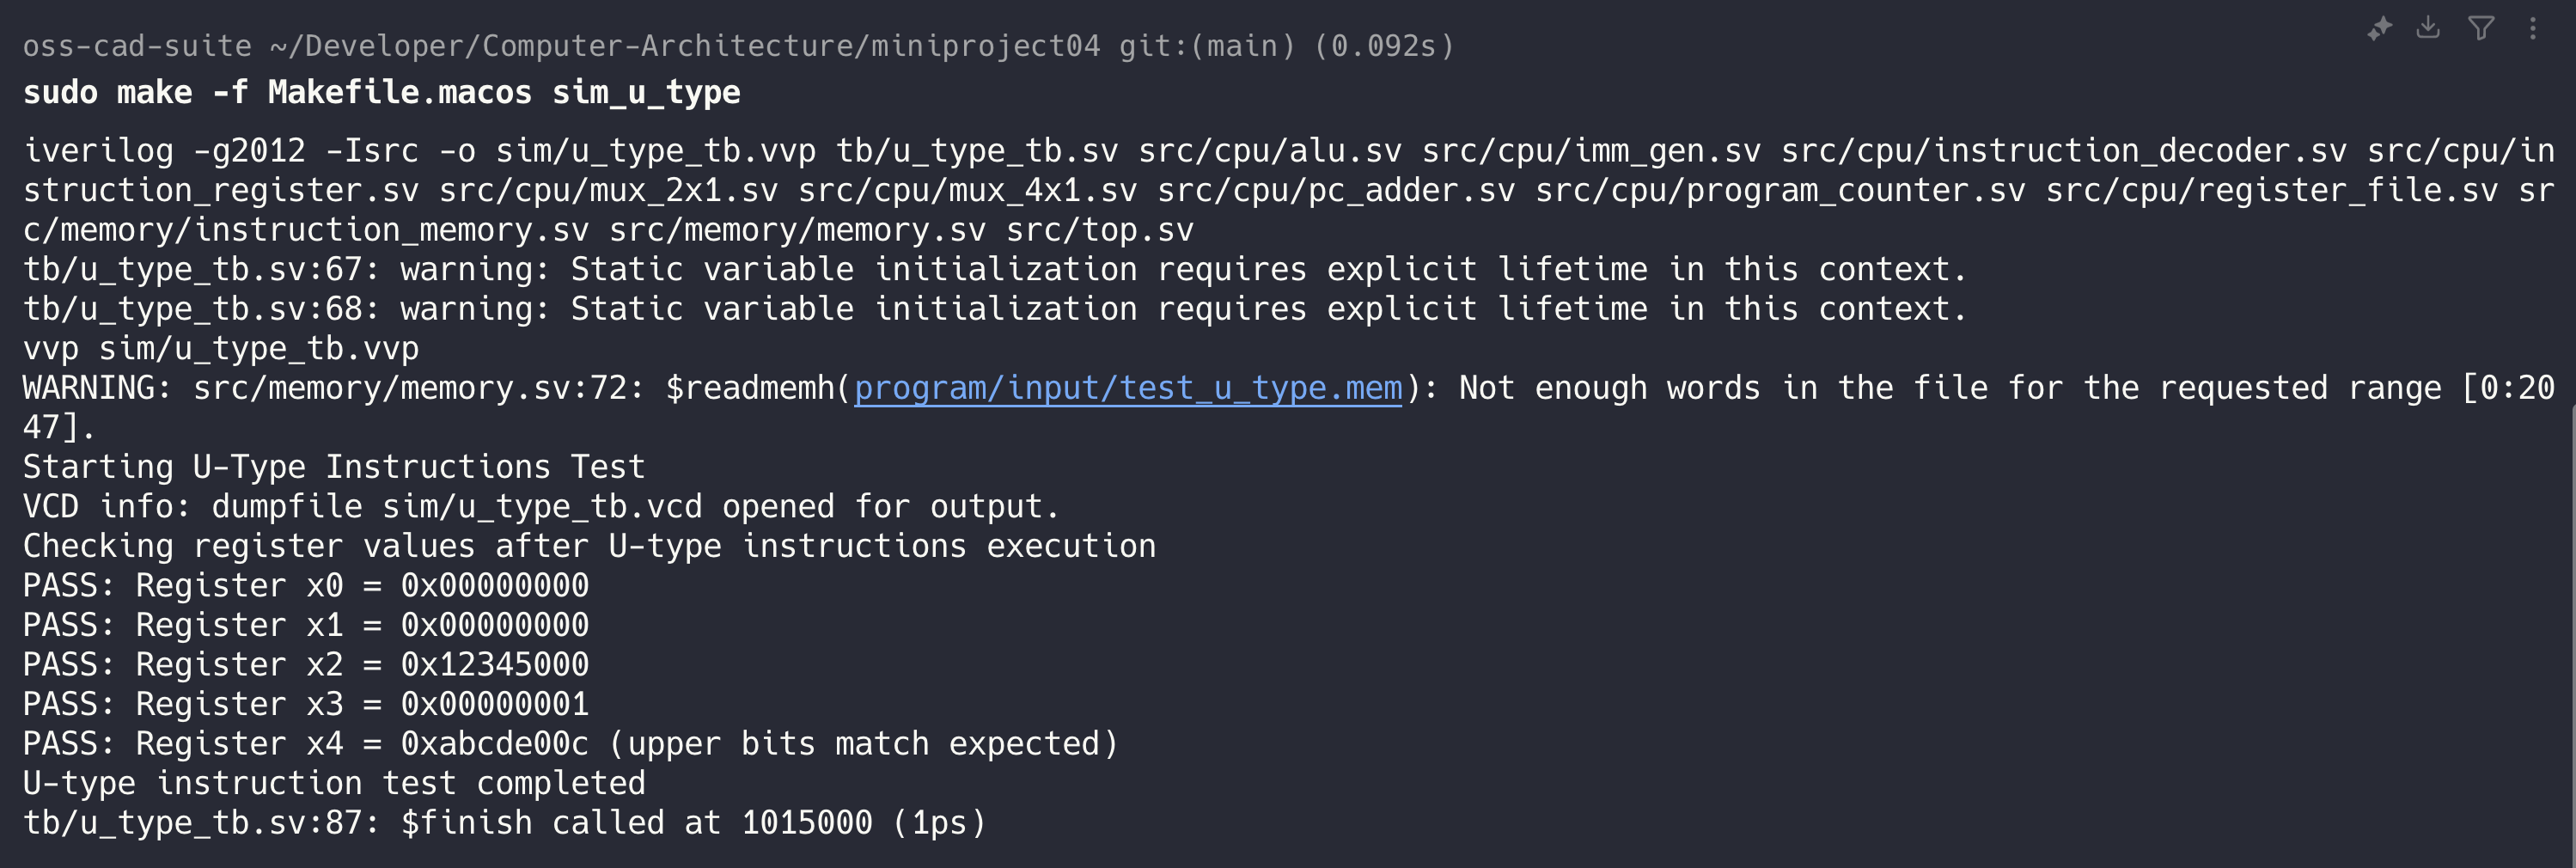 oss-cad-suite ~/Developer/Computer-Architecture/miniproject04 git:(main) (0.092s)
sudo make -f Makefile.macos sim_u_type
iverilog -g2012 -Isrc -o sim/u_type_tb.vvp tb/u_type_tb.sv src/cpu/alu.sv src/cpu/imm_gen.sv src/cpu/instruction_decoder.sv src/cpu/in
struction_register.sv src/cpu/mux_2x1.sv src/cpu/mux_4x1.sv src/cpu/pc_adder.sv src/cpu/program_counter.sv src/cpu/register_file.sv sr
c/memory/instruction_memory.sv src/memory/memory.sv src/top.sv
tb/u_type_tb.sv:67: warning: Static variable initialization requires explicit lifetime in this context.
tb/u_type_tb.sv:68: warning: Static variable initialization requires explicit lifetime in this context.
vvp sim/u_type_tb.vvp
WARNING: src/memory/memory.sv:72: $readmemh(program/input/test_u_type.mem): Not enough words in the file for the requested range [0:20
47].
Starting U-Type Instructions Test
VCD info: dumpfile sim/u_type_tb.vcd opened for output.
Checking register values after U-type instructions execution
PASS: Register x0 = 0x00000000
PASS: Register x1 = 0x00000000
PASS: Register x2 = 0x12345000
PASS: Register x3 = 0x00000001
PASS: Register x4 = 0xabcde00c (upper bits match expected)
U-type instruction test completed
tb/u_type_tb.sv:87: $finish called at 1015000 (1ps)